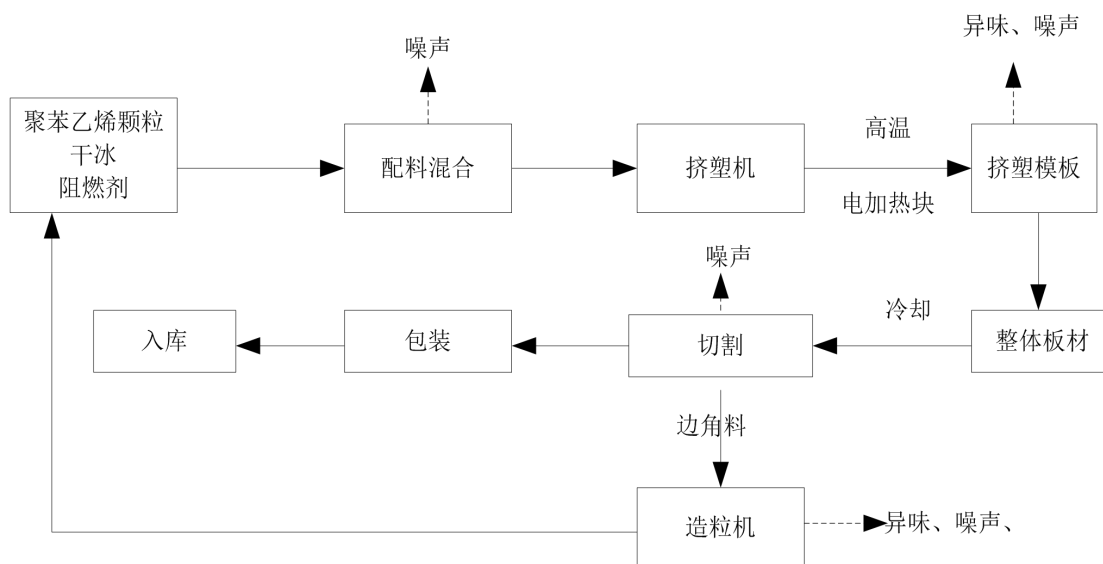 异味、噪声
噪声
聚苯乙烯颗粒
干冰
阻燃剂
配料混合
挤塑机
高温
电加热块
挤塑模板
噪声
入库
包装
切割
冷却
整体板材
边角料
造粒机
异味、噪声、